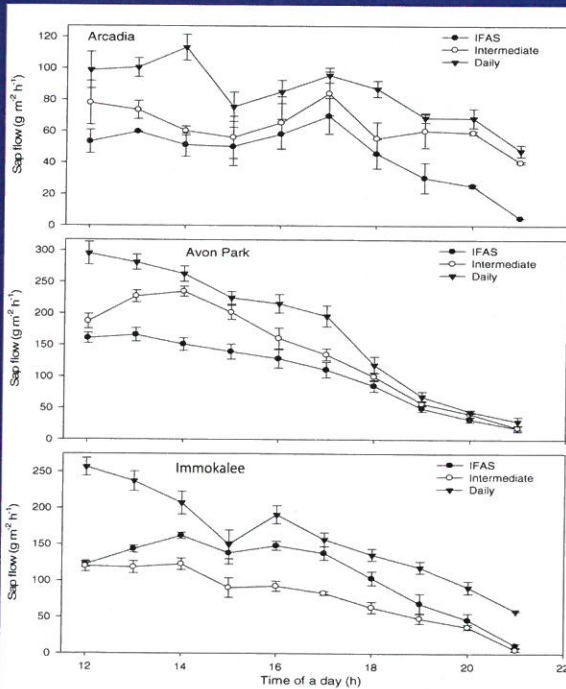 Arcadia
IFAS
Intermediate
Daily
Sap flow (g m⁻² h⁻¹)
120
100
80
60
40
20
0
Avon Park
IFAS
Intermediate
Daily
Sap flow (g m⁻² h⁻¹)
300
250
200
150
100
50
0
Immokalee
IFAS
Intermediate
Daily
Sap flow (g m⁻² h⁻¹)
250
200
150
100
50
0
12 14 16 18 20 22
Time of a day (h)